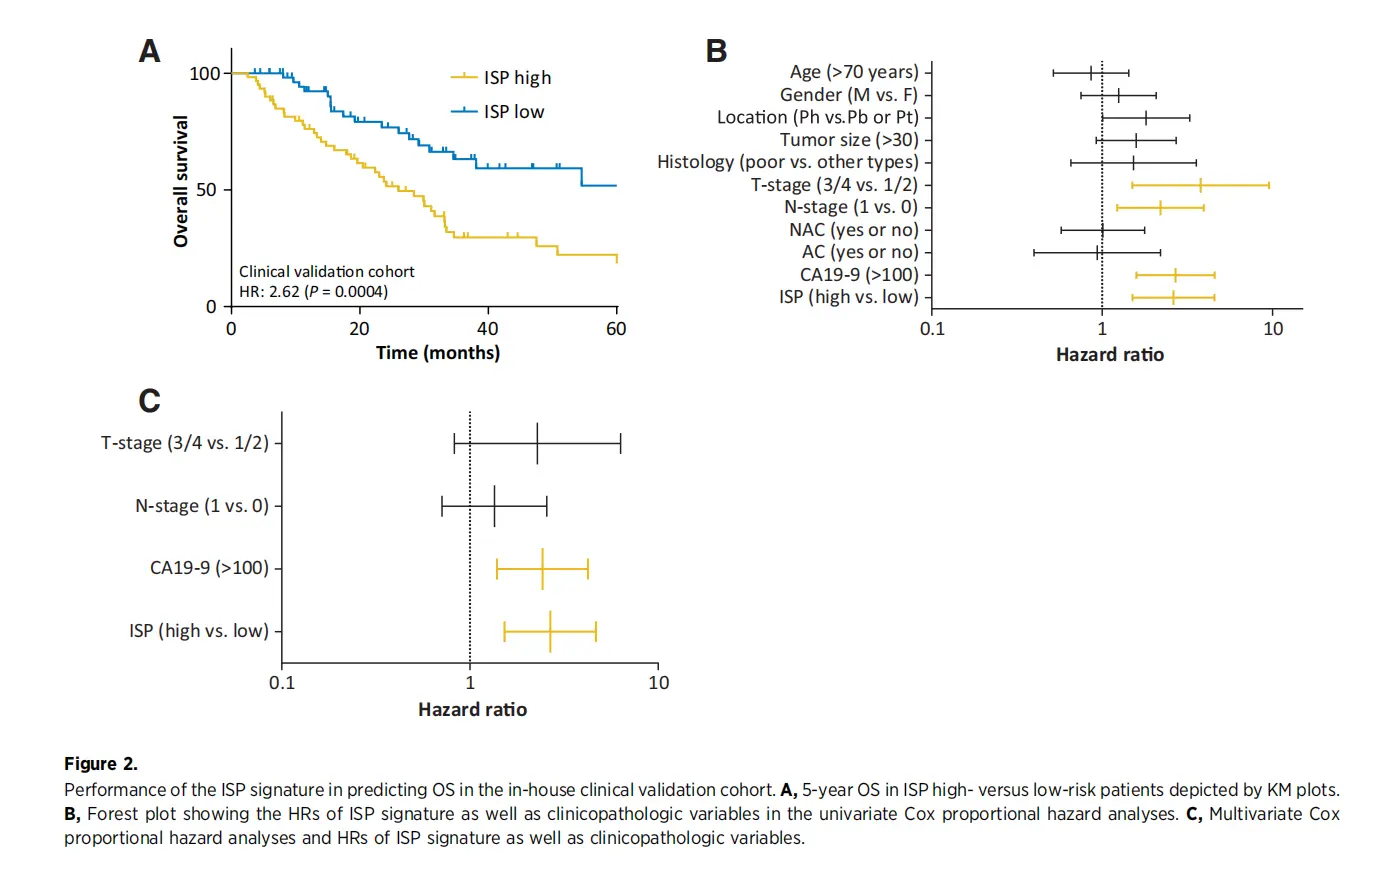 A
100
50
0
Overall survival
ISP high
ISP low
Clinical validation cohort
HR: 2.62 (P = 0.0004)
0 20 40 60
Time (months)
B
Age (>70 years)
Gender (M vs. F)
Location (Ph vs.Pb or Pt)
Tumor size (>30)
Histology (poor vs. other types)
T-stage (3/4 vs. 1/2)
N-stage (1 vs. 0)
NAC (yes or no)
AC (yes or no)
CA19-9 (>100)
ISP (high vs. low)
0.1 1 10
Hazard ratio
C
T-stage (3/4 vs. 1/2)
N-stage (1 vs. 0)
CA19-9 (>100)
ISP (high vs. low)
0.1 1 10
Hazard ratio
Figure 2.
Performance of the ISP signature in predicting OS in the in-house clinical validation cohort. A, 5-year OS in ISP high- versus low-risk patients depicted by KM plots.
B, Forest plot showing the HRs of ISP signature as well as clinicopathologic variables in the univariate Cox proportional hazard analyses. C, Multivariate Cox
proportional hazard analyses and HRs of ISP signature as well as clinicopathologic variables.